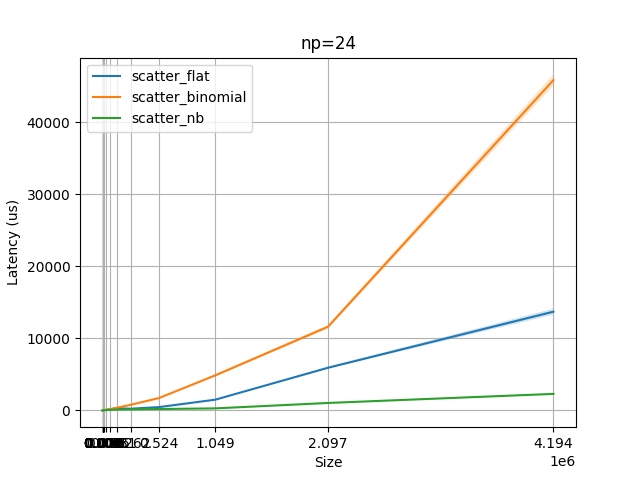 np=24
scatter_flat
scatter_binomial
scatter_nb
Latency (us)
40000
30000
20000
10000
0
0.524 1.049 2.097 4.194
Size
1e6